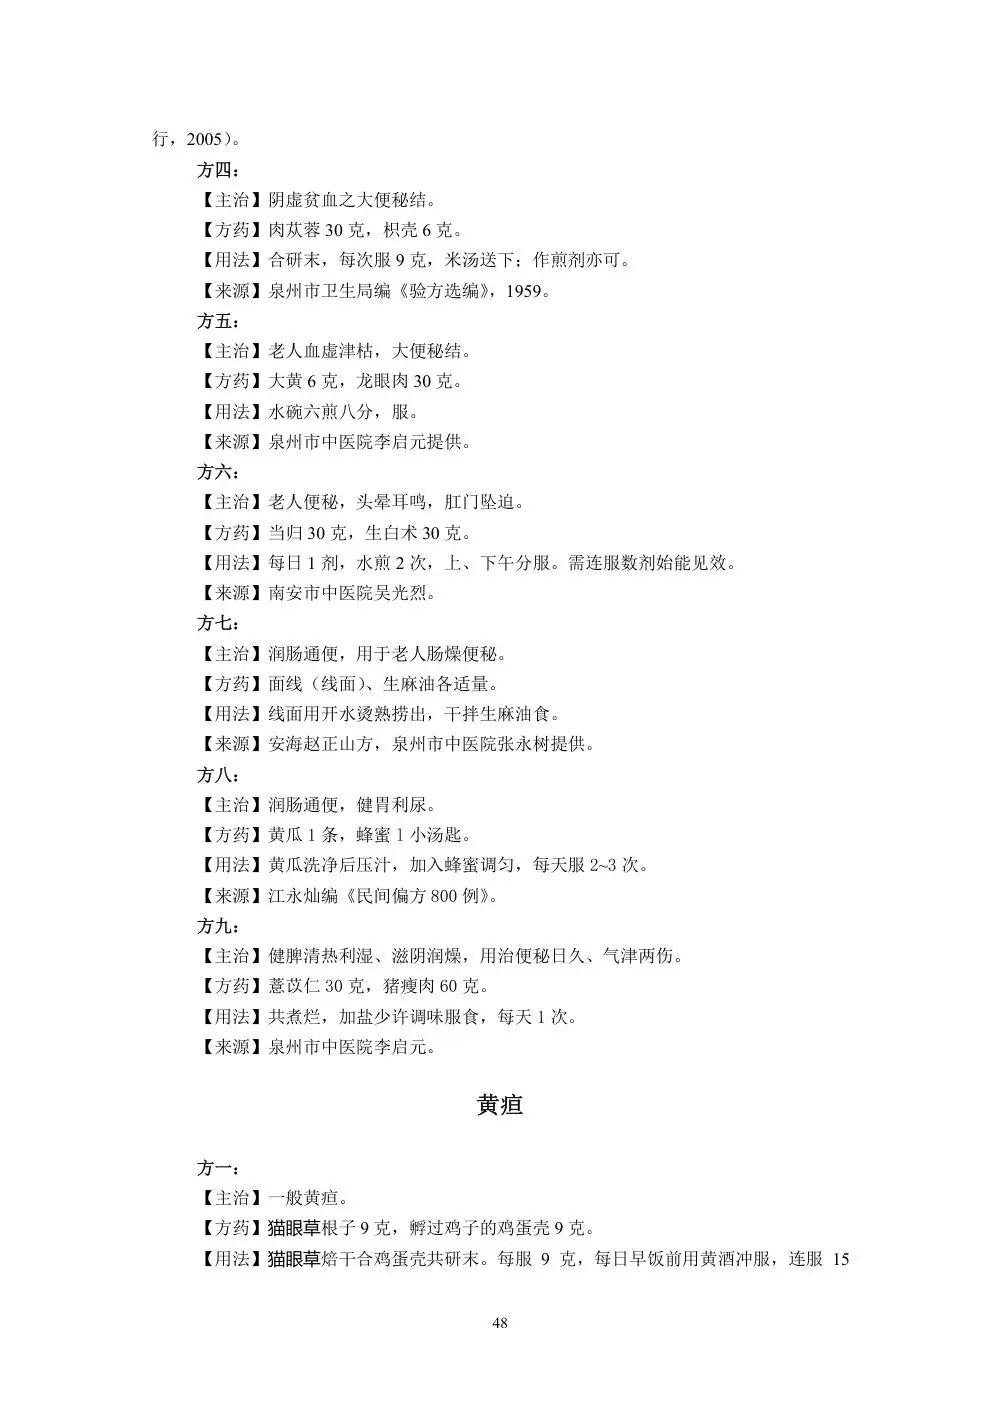 行，2005）。
方四：
【主治】阴虚贫血之大便秘结。
【方药】肉苁蓉 30 克，枳壳 6 克。
【用法】合研末，每次服 9 克，米汤送下；作煎剂亦可。
【来源】泉州市卫生局编《验方选编》，1959。
方五：
【主治】老人血虚津枯，大便秘结。
【方药】大黄 6 克，龙眼肉 30 克。
【用法】水碗六煎八分，服。
【来源】泉州市中医院李启元提供。
方六：
【主治】老人便秘，头晕耳鸣，肛门坠迫。
【方药】当归 30 克，生白术 30 克。
【用法】每日 1 剂，水煎 2 次，上、下午分服。需连服数剂始能见效。
【来源】南安市中医院吴光烈。
方七：
【主治】润肠通便，用于老人肠燥便秘。
【方药】面线（线面）、生麻油各适量。
【用法】线面用开水烫熟捞出，干拌生麻油食。
【来源】安海赵正山方，泉州市中医院张永树提供。
方八：
【主治】润肠通便，健胃利尿。
【方药】黄瓜 1 条，蜂蜜 1 小汤匙。
【用法】黄瓜洗净后压汁，加入蜂蜜调匀，每天服 2~3 次。
【来源】江永灿编《民间偏方 800 例》。
方九：
【主治】健脾清热利湿、滋阴润燥，用治便秘日久、气津两伤。
【方药】薏苡仁 30 克，猪瘦肉 60 克。
【用法】共煮烂，加盐少许调味服食，每天 1 次。
【来源】泉州市中医院李启元。
黄疸
方一：
【主治】一般黄疸。
【方药】猫眼草根子 9 克，孵过鸡子的鸡蛋壳 9 克。
【用法】猫眼草焙干合鸡蛋壳共研末。每服 9 克，每日早饭前用黄酒冲服，连服 15
48